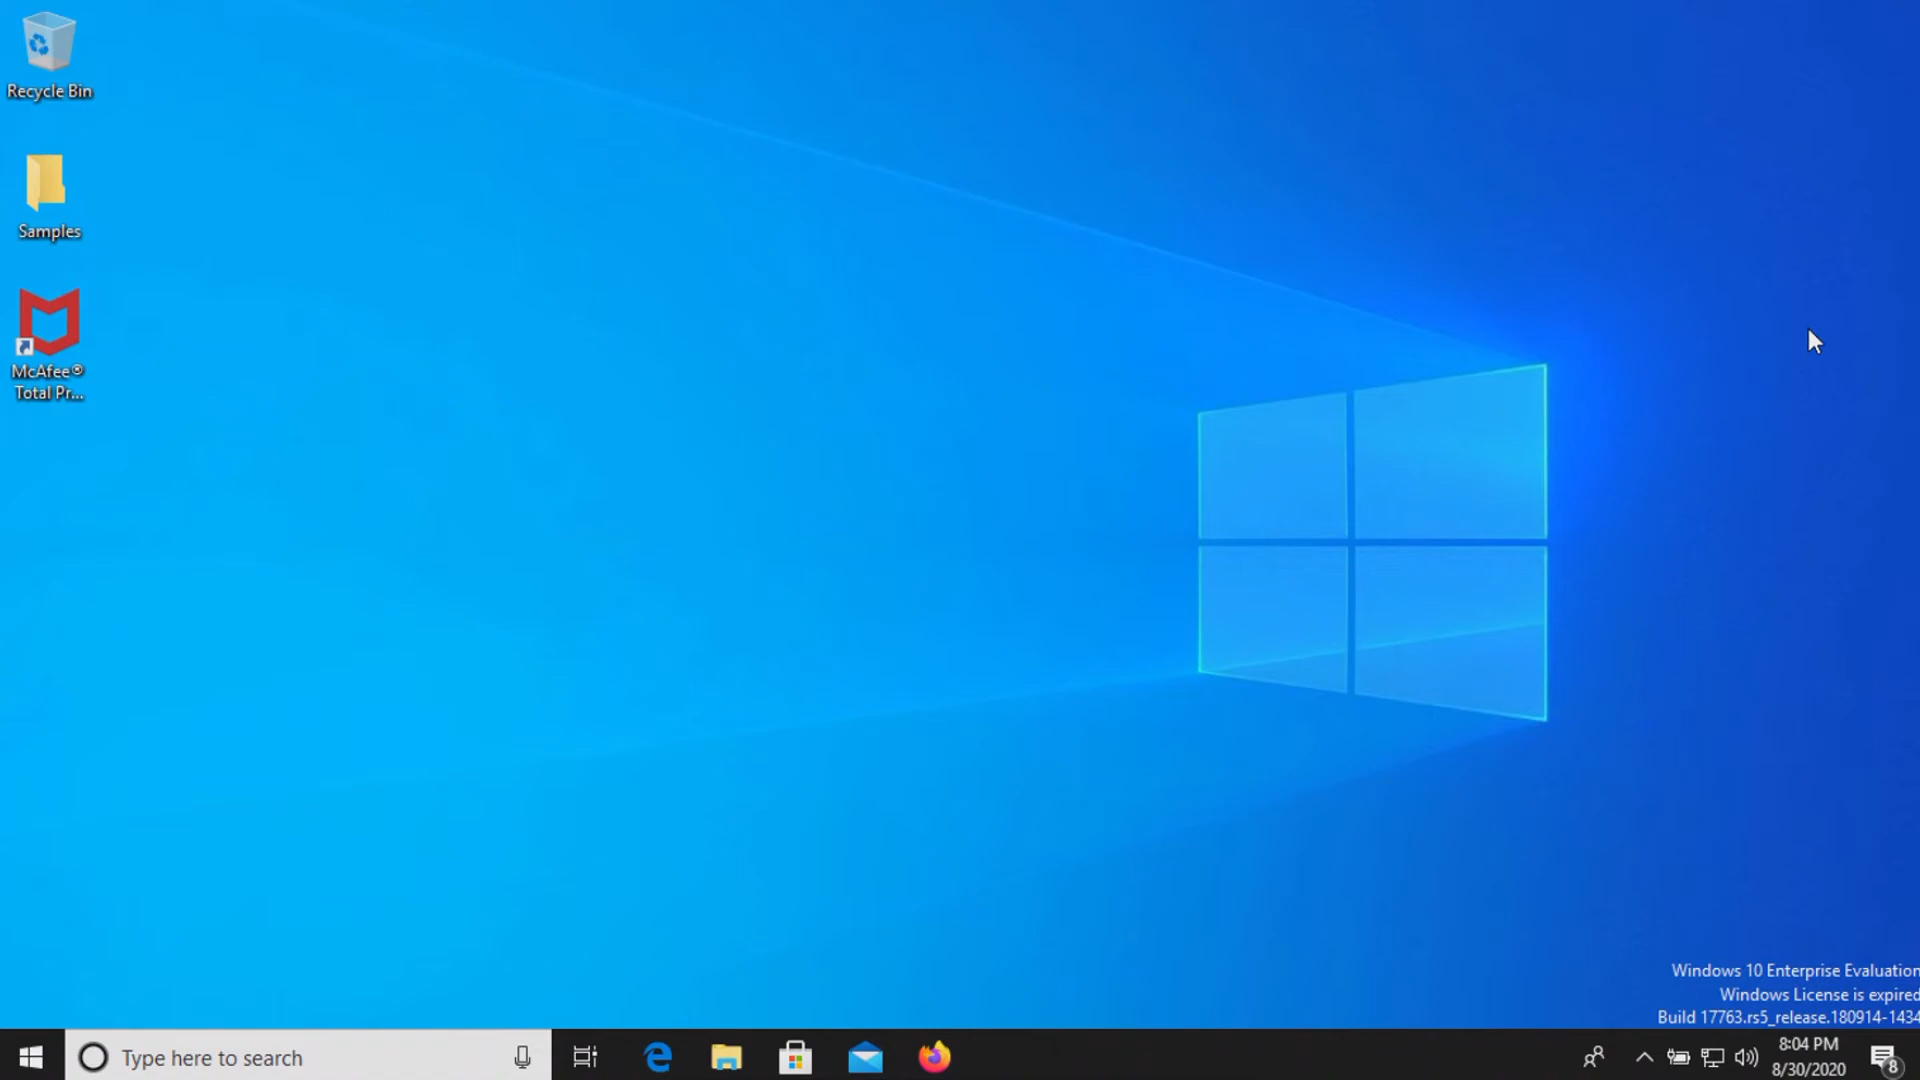 Recycle Bin
Samples
McAfee®
Total Pr...
Windows 10 Enterprise Evaluation
Windows License is expired
Build 17763.rs5_release.180914-1434
Type here to search
8:04 PM
8/30/2020
8